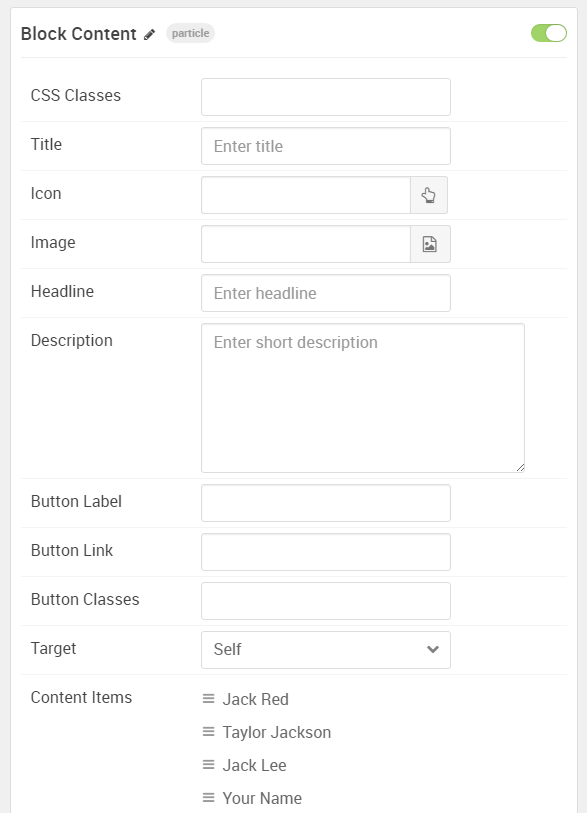 Block Content particle
CSS Classes
Title Enter title
Icon
Image
Headline Enter headline
Description Enter short description
Button Label
Button Link
Button Classes
Target Self
Content Items Jack Red
Taylor Jackson
Jack Lee
Your Name